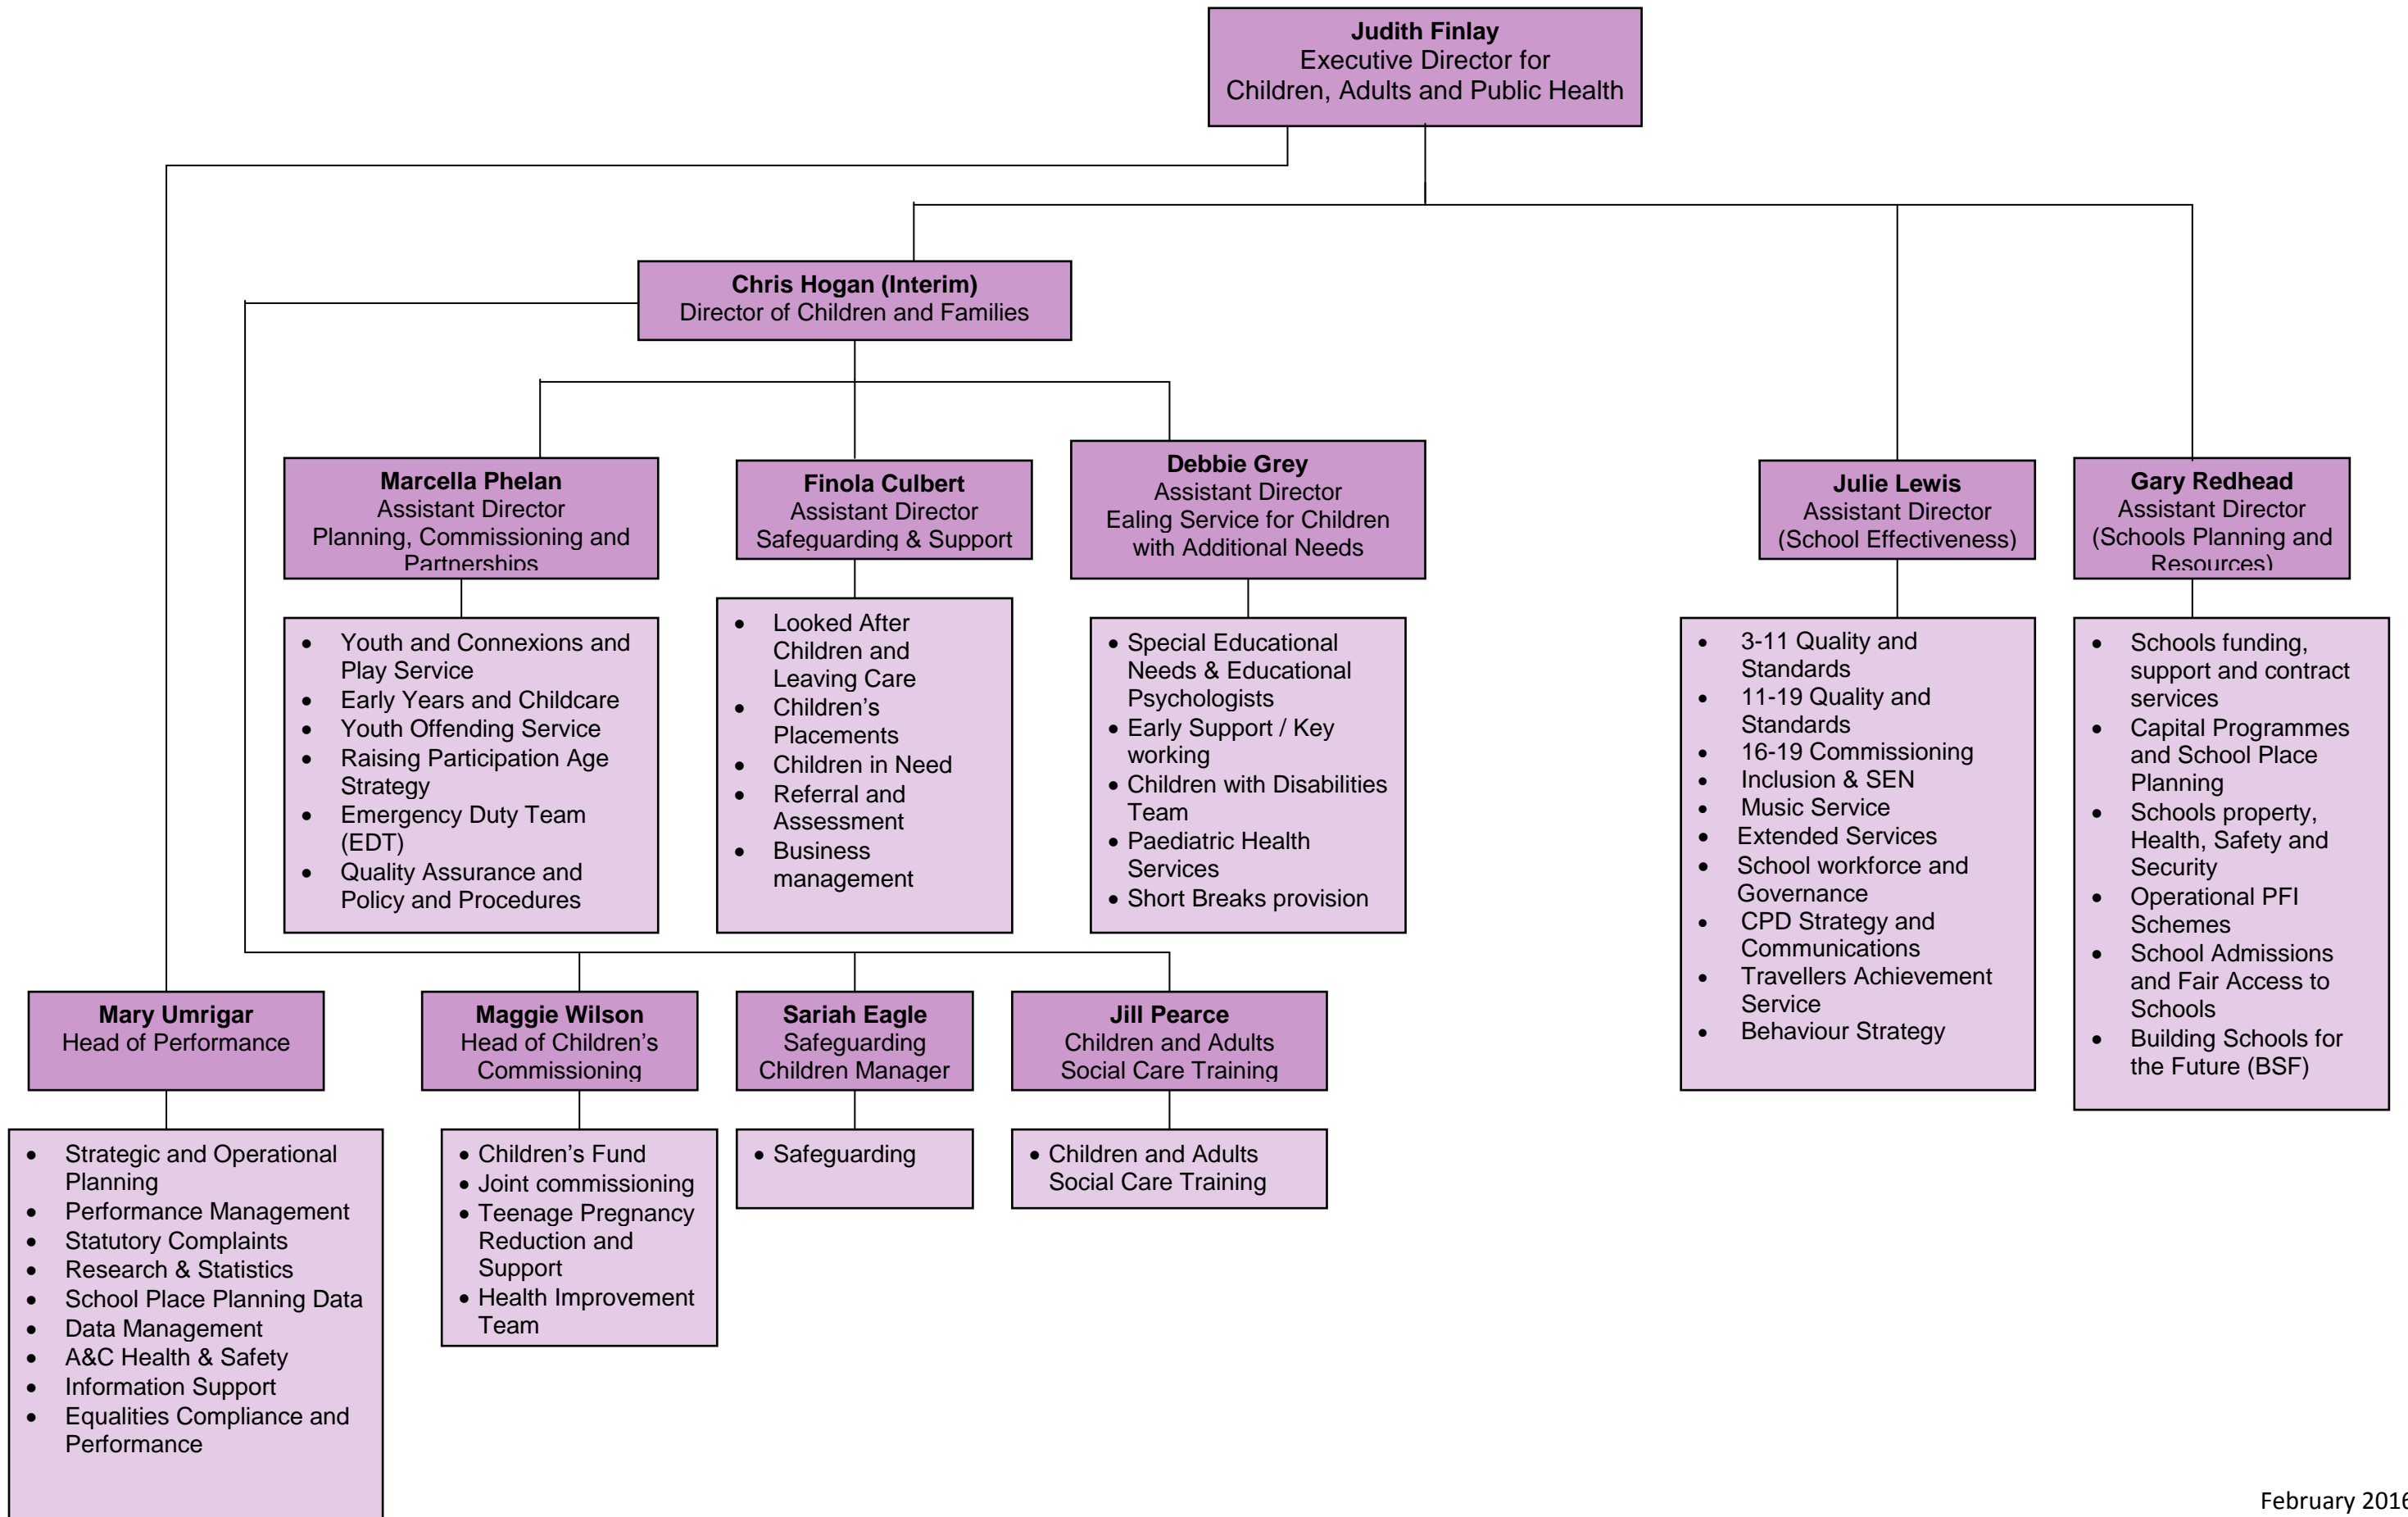 Judith Finlay
Executive Director for
Children, Adults and Public Health
Chris Hogan (Interim)
Director of Children and Families
Marcella Phelan
Assistant Director
Planning, Commissioning and
Partnerships
Finola Culbert
Assistant Director
Safeguarding & Support
Debbie Grey
Assistant Director
Ealing Service for Children
with Additional Needs
Julie Lewis
Assistant Director
(School Effectiveness)
Gary Redhead
Assistant Director
(Schools Planning and
Resources)
• Youth and Connexions and
Play Service
• Early Years and Childcare
• Youth Offending Service
• Raising Participation Age
Strategy
• Emergency Duty Team
(EDT)
• Quality Assurance and
Policy and Procedures
• Looked After
Children and
Leaving Care
• Children’s
Placements
• Children in Need
• Referral and
Assessment
• Business
management
• Special Educational
Needs & Educational
Psychologists
• Early Support / Key
working
• Children with Disabilities
Team
• Paediatric Health
Services
• Short Breaks provision
• 3-11 Quality and
Standards
• 11-19 Quality and
Standards
• 16-19 Commissioning
• Inclusion & SEN
• Music Service
• Extended Services
• School workforce and
Governance
• CPD Strategy and
Communications
• Travellers Achievement
Service
• Behaviour Strategy
• Schools funding,
support and contract
services
• Capital Programmes
and School Place
Planning
• Schools property,
Health, Safety and
Security
• Operational PFI
Schemes
• School Admissions
and Fair Access to
Schools
• Building Schools for
the Future (BSF)
Mary Umrigar
Head of Performance
Maggie Wilson
Head of Children’s
Commissioning
Sariah Eagle
Safeguarding
Children Manager
Jill Pearce
Children and Adults
Social Care Training
• Strategic and Operational
Planning
• Performance Management
• Statutory Complaints
• Research & Statistics
• School Place Planning Data
• Data Management
• A&C Health & Safety
• Information Support
• Equalities Compliance and
Performance
• Children’s Fund
• Joint commissioning
• Teenage Pregnancy
Reduction and
Support
• Health Improvement
Team
• Safeguarding
• Children and Adults
Social Care Training
February 2016